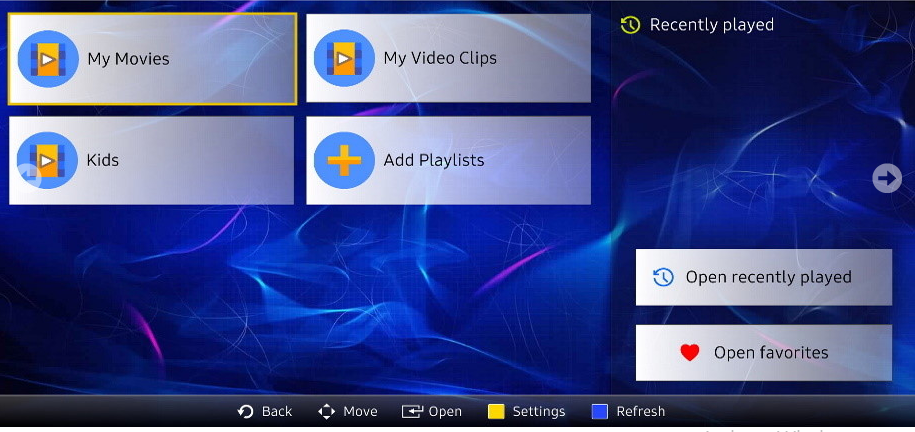 My Movies
My Video Clips
Kids
Add Playlists
Recently played
Open recently played
Open favorites
Back Move Open Settings Refresh